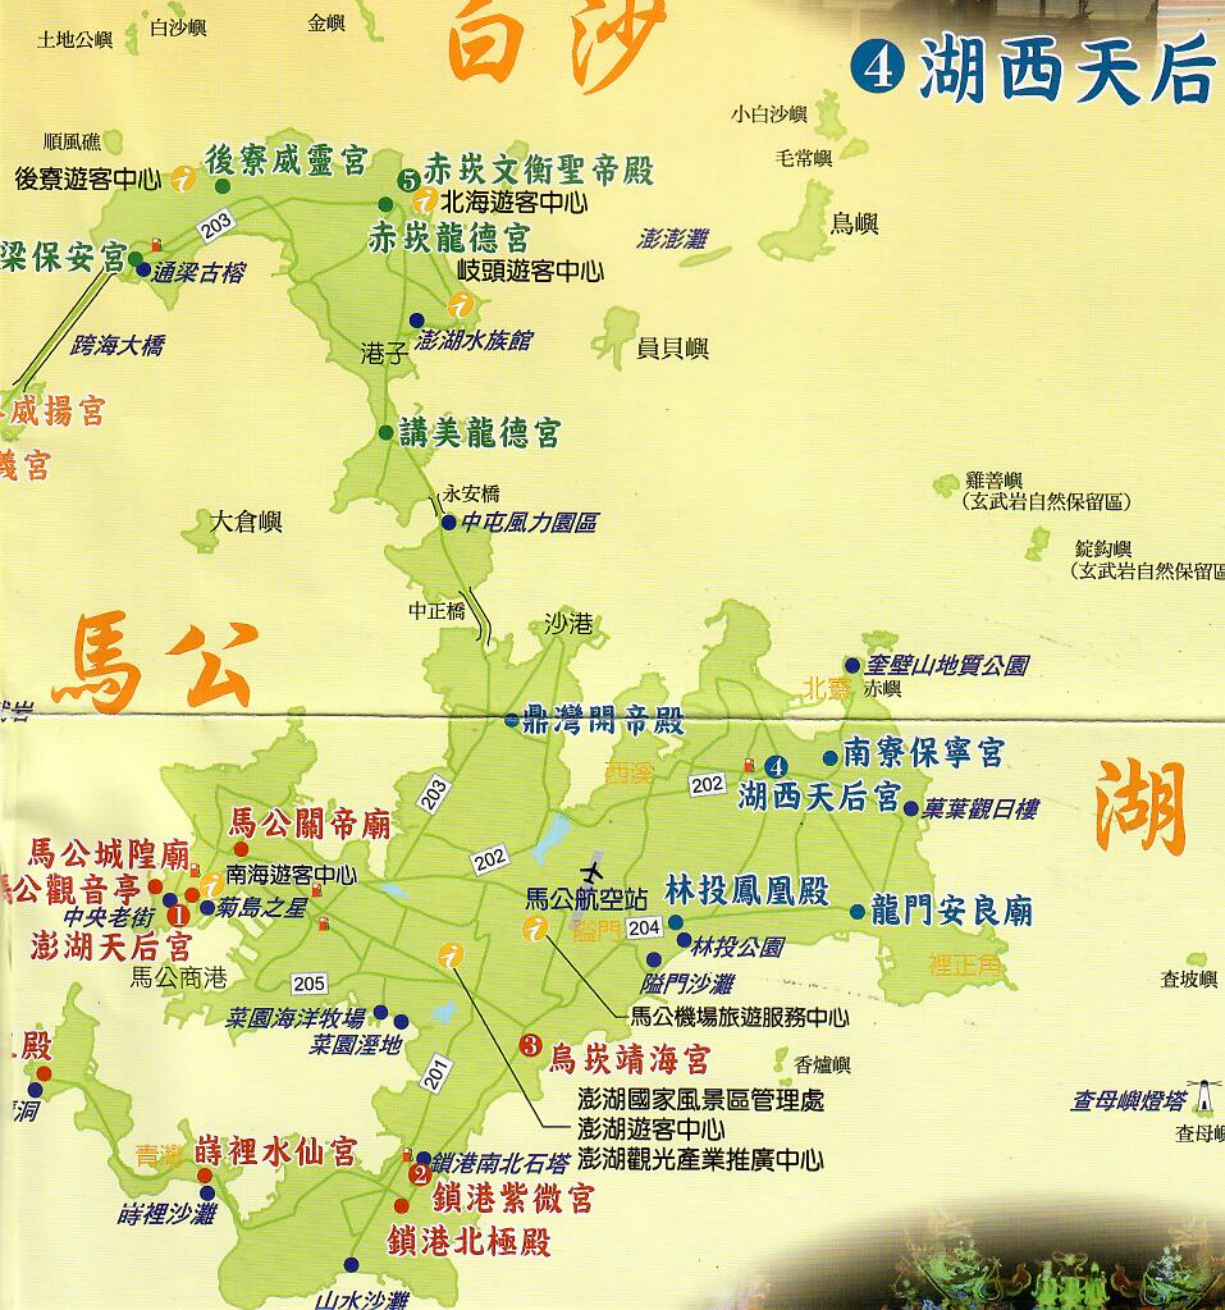 白沙
土地公嶼
白沙嶼
金嶼
4 湖西天后
小白沙嶼
毛常嶼
鳥嶼
順風礁
後寮遊客中心
後寮威靈宮
5 赤崁文衡聖帝殿
北海遊客中心
203
赤崁龍德宮
澎澎灘
梁保安宮
通梁古榕
岐頭遊客中心
跨海大橋
港子
澎湖水族館
員貝嶼
威揚宮
講美龍德宮
義宮
雞善嶼
(玄武岩自然保留區)
永安橋
大倉嶼
中屯風力園區
錠鈎嶼
(玄武岩自然保留區
中正橋
沙港
馬公
奎壁山地質公園
北寮
赤嶼
岩
鼎灣開帝殿
南寮保寧宮
西溪
202
4
湖西天后宮
203
菓葉觀日樓
湖
馬公關帝廟
馬公城隍廟
202
南海遊客中心
公觀音亭
馬公航空站
林投鳳凰殿
中央老街
1
菊島之星
隘門
204
龍門安良廟
澎湖天后宮
林投公園
裡正角
馬公商港
205
隘門沙灘
查坡嶼
菜園海洋牧場
馬公機場旅遊服務中心
菜園溼地
殿
3 烏崁靖海宮
香爐嶼
201
洞
澎湖國家風景區管理處
查母嶼燈塔
澎湖遊客中心
查母嶼
青灣
嵵裡水仙宮
鎖港南北石塔
澎湖觀光產業推廣中心
2
鎖港紫微宮
嵵裡沙灘
鎖港北極殿
山水沙灘